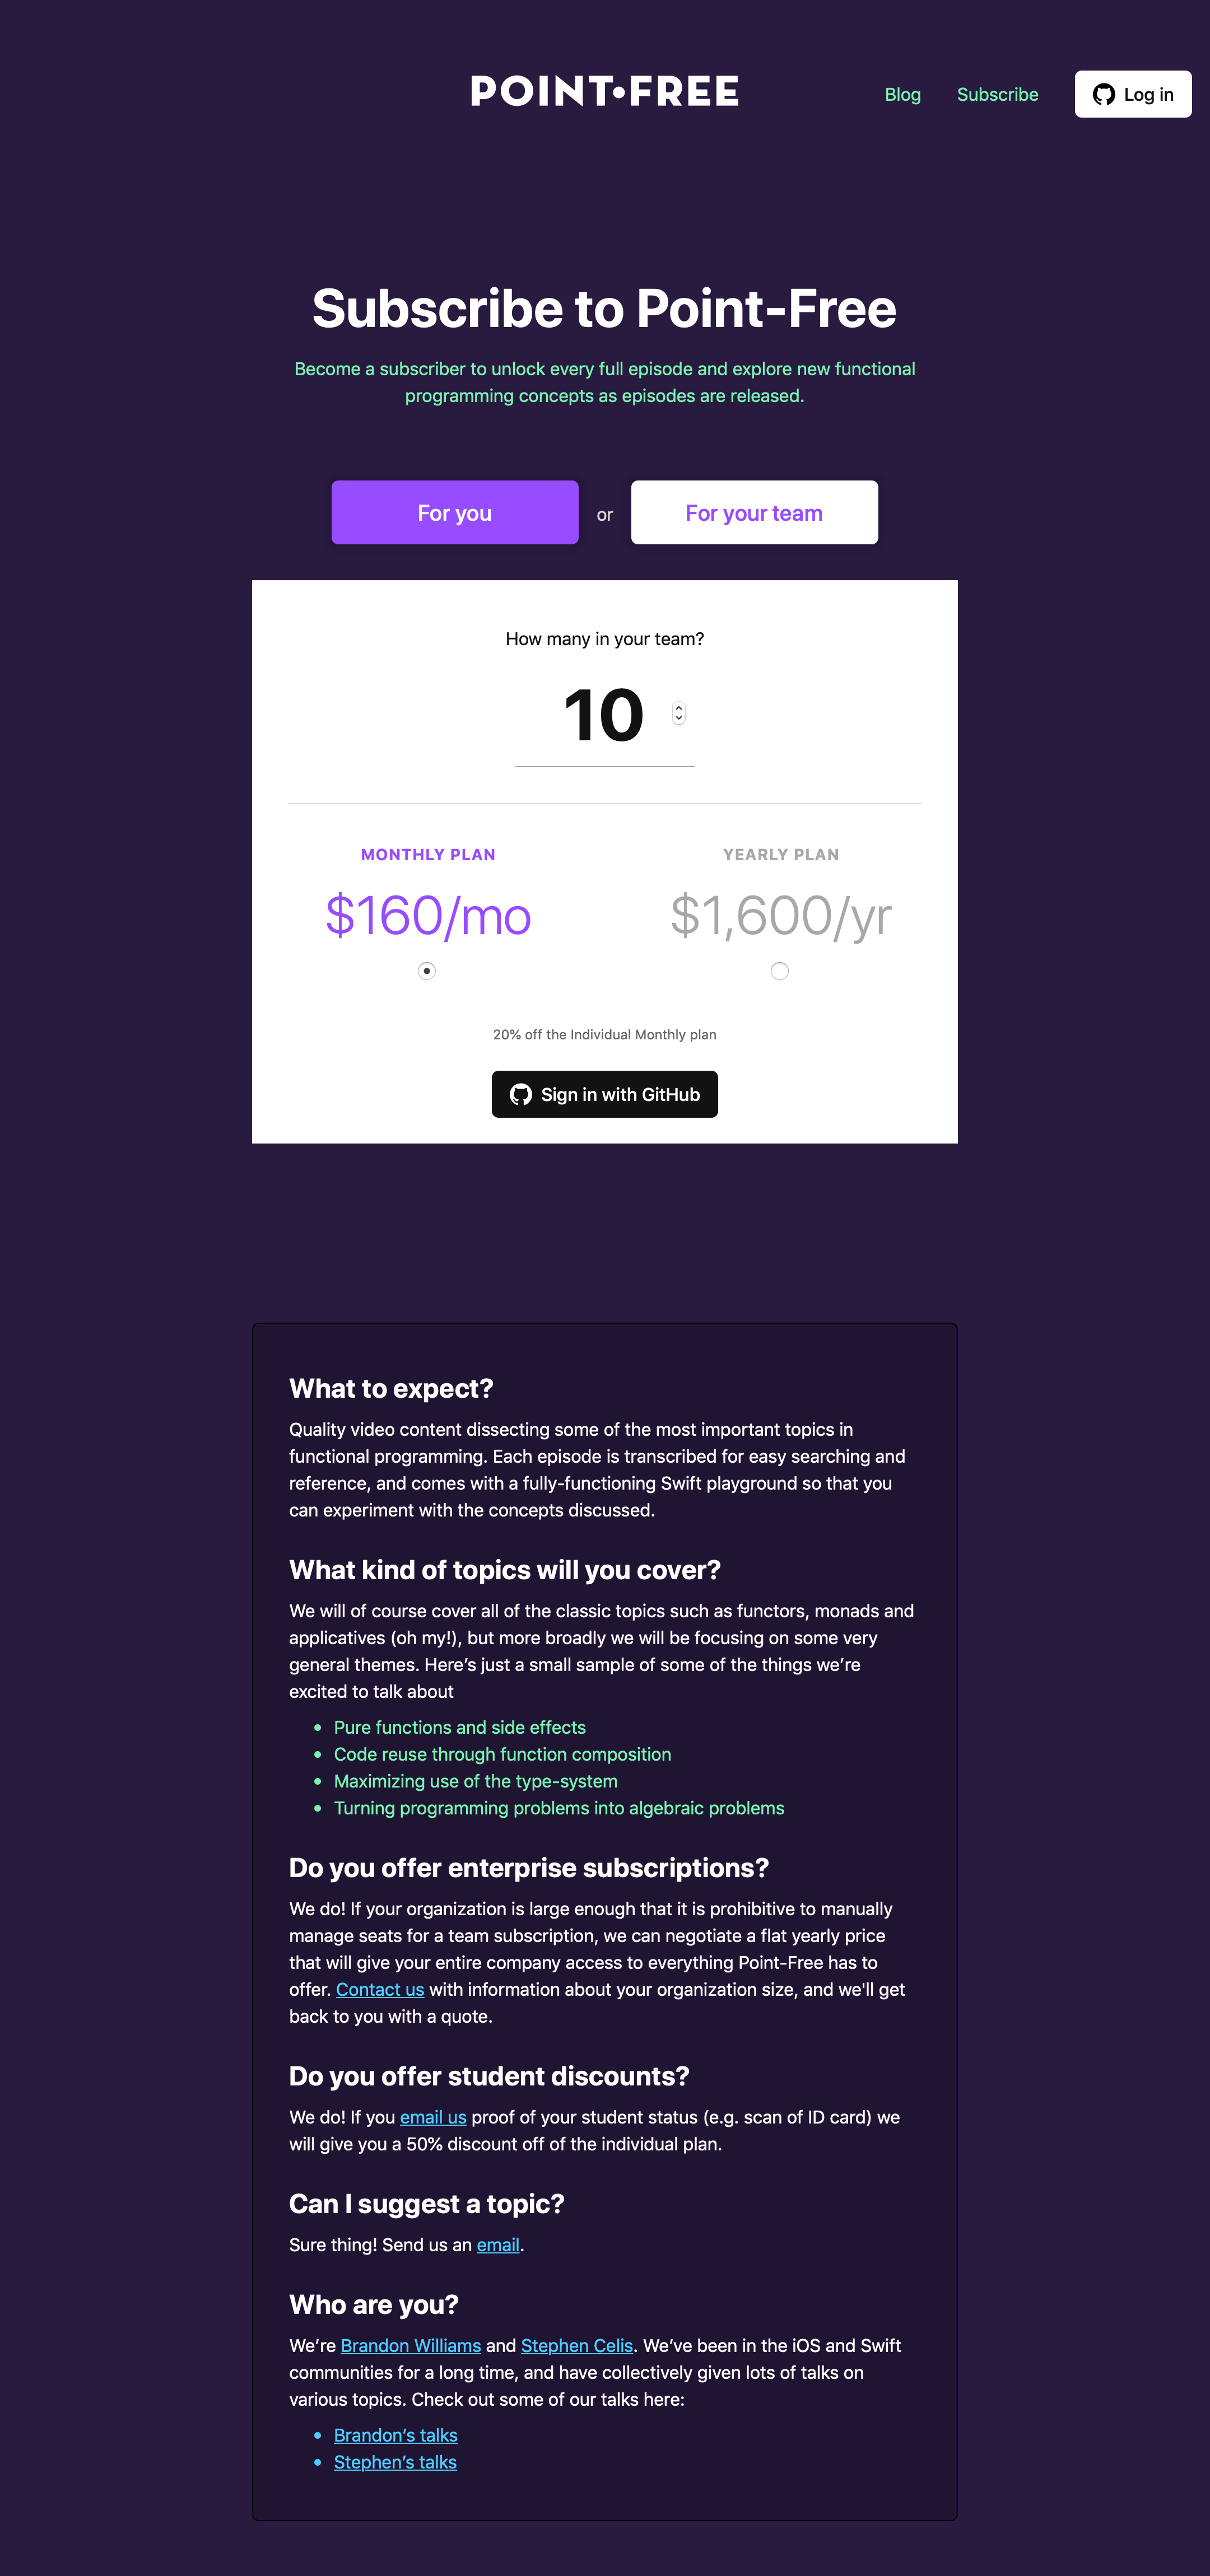 POINT•FREE
Blog
Subscribe
Log in
Subscribe to Point-Free
Become a subscriber to unlock every full episode and explore new functional
programming concepts as episodes are released.
For you
or
For your team
How many in your team?
10
MONTHLY PLAN
$160/mo
YEARLY PLAN
$1,600/yr
20% off the Individual Monthly plan
Sign in with GitHub
What to expect?
Quality video content dissecting some of the most important topics in
functional programming. Each episode is transcribed for easy searching and
reference, and comes with a fully-functioning Swift playground so that you
can experiment with the concepts discussed.
What kind of topics will you cover?
We will of course cover all of the classic topics such as functors, monads and
applicatives (oh my!), but more broadly we will be focusing on some very
general themes. Here’s just a small sample of some of the things we’re
excited to talk about
• Pure functions and side effects
• Code reuse through function composition
• Maximizing use of the type-system
• Turning programming problems into algebraic problems
Do you offer enterprise subscriptions?
We do! If your organization is large enough that it is prohibitive to manually
manage seats for a team subscription, we can negotiate a flat yearly price
that will give your entire company access to everything Point-Free has to
offer. Contact us with information about your organization size, and we'll get
back to you with a quote.
Do you offer student discounts?
We do! If you email us proof of your student status (e.g. scan of ID card) we
will give you a 50% discount off of the individual plan.
Can I suggest a topic?
Sure thing! Send us an email.
Who are you?
We’re Brandon Williams and Stephen Celis. We’ve been in the iOS and Swift
communities for a long time, and have collectively given lots of talks on
various topics. Check out some of our talks here:
• Brandon’s talks
• Stephen’s talks